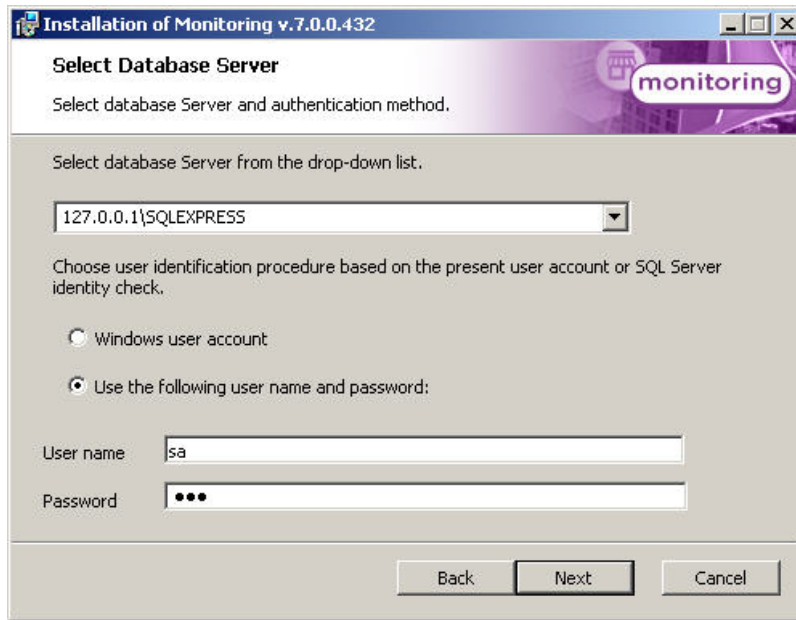 Installation of Monitoring v.7.0.0.432
Select Database Server
Select database Server and authentication method.
monitoring
Select database Server from the drop-down list.
127.0.0.1\SQLEXPRESS
Choose user identification procedure based on the present user account or SQL Server
identity check.
Windows user account
Use the following user name and password:
User name
sa
Password
●●●
Back
Next
Cancel